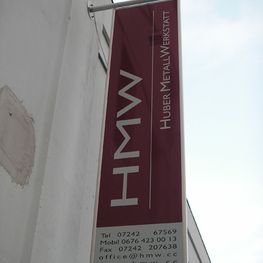 HMW
HUBER METALLWERKSTATT
Tel 07242 67569
Mobil 0676 423 00 13
Fax 07242 207638
office@hmw.cc